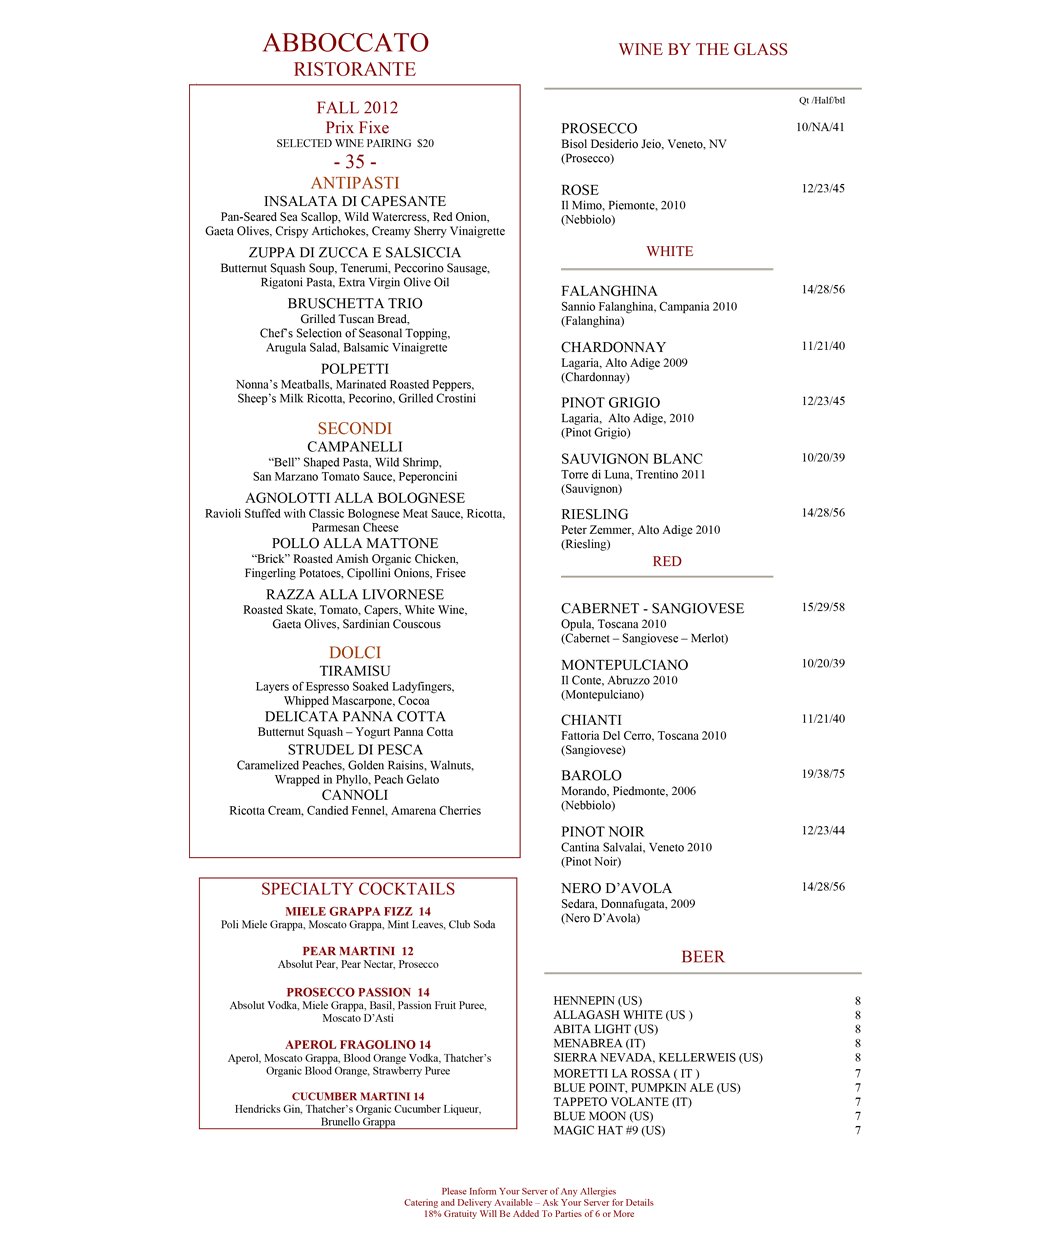 ABBOCCATO
RISTORANTE
FALL 2012
Prix Fixe
SELECTED WINE PAIRING $20
- 35 -
ANTIPASTI
INSALATA DI CAPESANTE
Pan-Seared Sea Scallop, Wild Watercress, Red Onion,
Gaeta Olives, Crispy Artichokes, Creamy Sherry Vinaigrette
ZUPPA DI ZUCCA E SALSICCIA
Butternut Squash Soup, Tenerumi, Peccorino Sausage,
Rigatoni Pasta, Extra Virgin Olive Oil
BRUSCHETTA TRIO
Grilled Tuscan Bread,
Chef's Selection of Seasonal Topping,
Arugula Salad, Balsamic Vinaigrette
POLPETTI
Nonna's Meatballs, Marinated Roasted Peppers,
Sheep's Milk Ricotta, Pecorino, Grilled Crostini
SECONDI
CAMPANELLI
“Bell” Shaped Pasta, Wild Shrimp,
San Marzano Tomato Sauce, Peperoncini
AGNOLOTTI ALLA BOLOGNESE
Ravioli Stuffed with Classic Bolognese Meat Sauce, Ricotta,
Parmesan Cheese
POLLO ALLA MATTONE
“Brick” Roasted Amish Organic Chicken,
Fingerling Potatoes, Cipollini Onions, Frisee
RAZZA ALLA LIVORNESE
Roasted Skate, Tomato, Capers, White Wine,
Gaeta Olives, Sardinian Couscous
DOLCI
TIRAMISU
Layers of Espresso Soaked Ladyfingers,
Whipped Mascarpone, Cocoa
DELICATA PANNA COTTA
Butternut Squash – Yogurt Panna Cotta
STRUDEL DI PESCA
Caramelized Peaches, Golden Raisins, Walnuts,
Wrapped in Phyllo, Peach Gelato
CANNOLI
Ricotta Cream, Candied Fennel, Amarena Cherries
SPECIALTY COCKTAILS
MIELE GRAPPA FIZZ 14
Poli Miele Grappa, Moscato Grappa, Mint Leaves, Club Soda
PEAR MARTINI 12
Absolut Pear, Pear Nectar, Prosecco
PROSECCO PASSION 14
Absolut Vodka, Miele Grappa, Basil, Passion Fruit Puree,
Moscato D'Asti
APEROL FRAGOLINO 14
Aperol, Moscato Grappa, Blood Orange Vodka, Thatcher's
Organic Blood Orange, Strawberry Puree
CUCUMBER MARTINI 14
Hendricks Gin, Thatcher's Organic Cucumber Liqueur,
Brunello Grappa
WINE BY THE GLASS
Qt /Half/btl
PROSECCO 10/NA/41
Bisol Desiderio Jeio, Veneto, NV
(Prosecco)
ROSE 12/23/45
Il Mimo, Piemonte, 2010
(Nebbiolo)
WHITE
FALANGHINA 14/28/56
Sannio Falanghina, Campania 2010
(Falanghina)
CHARDONNAY 11/21/40
Lagaria, Alto Adige 2009
(Chardonnay)
PINOT GRIGIO 12/23/45
Lagaria, Alto Adige, 2010
(Pinot Grigio)
SAUVIGNON BLANC 10/20/39
Torre di Luna, Trentino 2011
(Sauvignon)
RIESLING 14/28/56
Peter Zemmer, Alto Adige 2010
(Riesling)
RED
CABERNET - SANGIOVESE 15/29/58
Opula, Toscana 2010
(Cabernet – Sangiovese – Merlot)
MONTEPULCIANO 10/20/39
Il Conte, Abruzzo 2010
(Montepulciano)
CHIANTI 11/21/40
Fattoria Del Cerro, Toscana 2010
(Sangiovese)
BAROLO 19/38/75
Morando, Piedmonte, 2006
(Nebbiolo)
PINOT NOIR 12/23/44
Cantina Salvalai, Veneto 2010
(Pinot Noir)
NERO D'AVOLA 14/28/56
Sedara, Donnafugata, 2009
(Nero D'Avola)
BEER
HENNEPIN (US) 8
ALLAGASH WHITE (US ) 8
ABITA LIGHT (US) 8
MENABREA (IT) 8
SIERRA NEVADA, KELLERWEIS (US) 8
MORETTI LA ROSSA ( IT ) 7
BLUE POINT, PUMPKIN ALE (US) 7
TAPPETO VOLANTE (IT) 7
BLUE MOON (US) 7
MAGIC HAT #9 (US) 7
Please Inform Your Server of Any Allergies
Catering and Delivery Available – Ask Your Server for Details
18% Gratuity Will Be Added To Parties of 6 or More